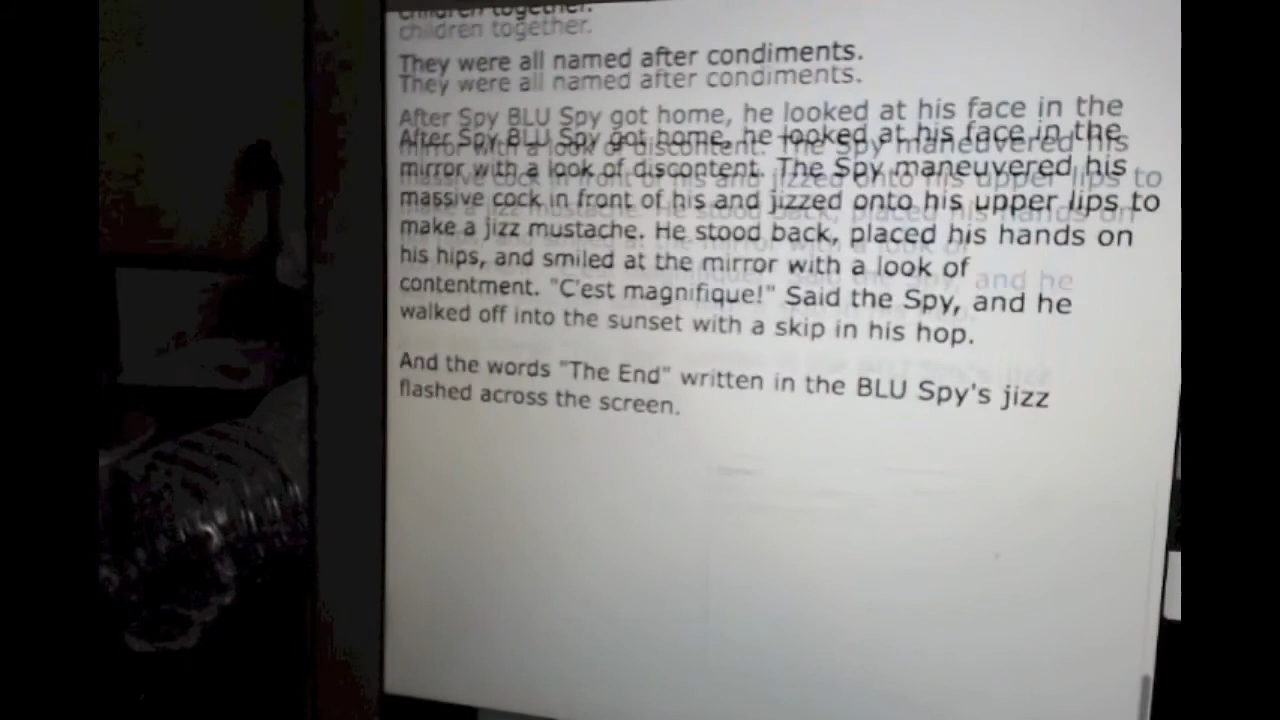 children together.
They were all named after condiments.
After Spy BLU Spy got home, he looked at his face in the
mirror with a look of discontent. The Spy maneuvered his
massive cock in front of his and jizzed onto his upper lips to
make a jizz mustache. He stood back, placed his hands on
his hips, and smiled at the mirror with a look of
contentment. "C'est magnifique!" Said the Spy, and he
walked off into the sunset with a skip in his hop.
And the words "The End" written in the BLU Spy's jizz
flashed across the screen.